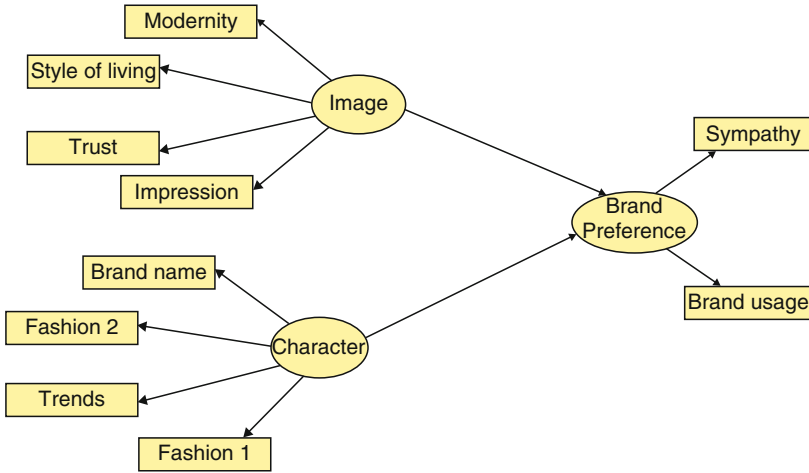 Modernity
Style of living
Image
Trust
Impression
Sympathy
Brand
Preference
Brand usage
Brand name
Fashion 2
Character
Trends
Fashion 1